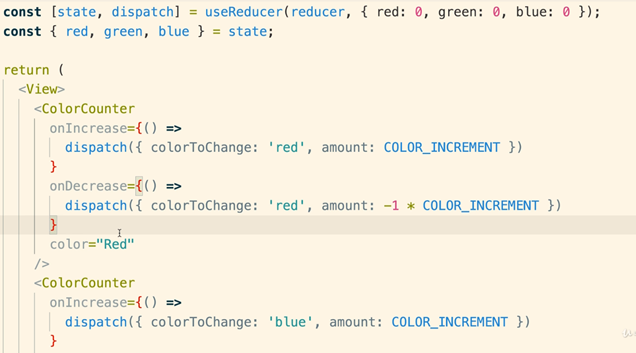 const [state, dispatch] = useReducer(reducer, { red: 0, green: 0, blue: 0 });
const { red, green, blue } = state;
return (
<View>
<ColorCounter
onIncrease={() =>
dispatch({ colorToChange: 'red', amount: COLOR_INCREMENT })
}
onDecrease={() =>
dispatch({ colorToChange: 'red', amount: -1 * COLOR_INCREMENT })
}
color="Red"
/>
<ColorCounter
onIncrease={() =>
dispatch({ colorToChange: 'blue', amount: COLOR_INCREMENT })
}